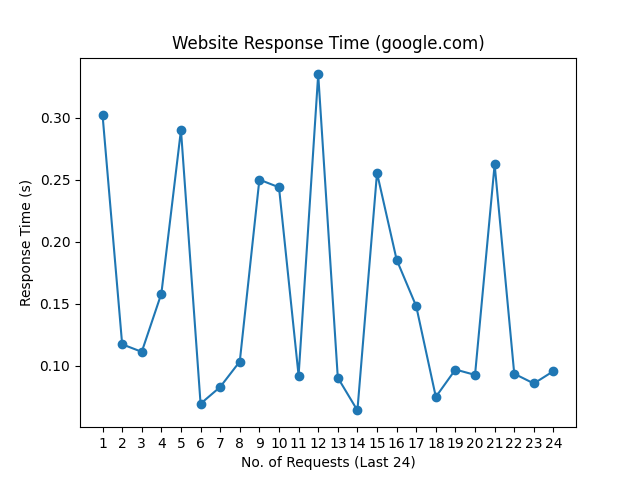 Website Response Time (google.com)
Response Time (s)
0.30
0.25
0.20
0.15
0.10
1 2 3 4 5 6 7 8 9 10 11 12 13 14 15 16 17 18 19 20 21 22 23 24
No. of Requests (Last 24)